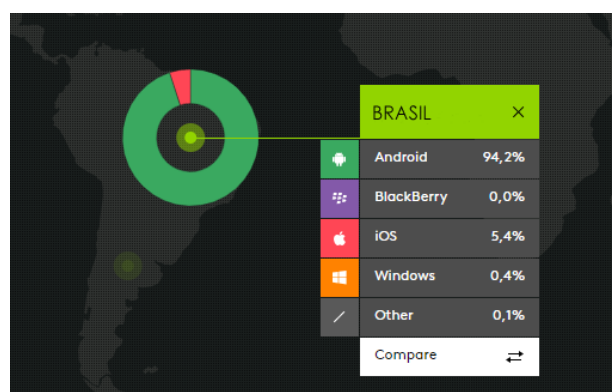 BRASIL ×
Android 94,2%
BlackBerry 0,0%
iOS 5,4%
Windows 0,4%
Other 0,1%
Compare